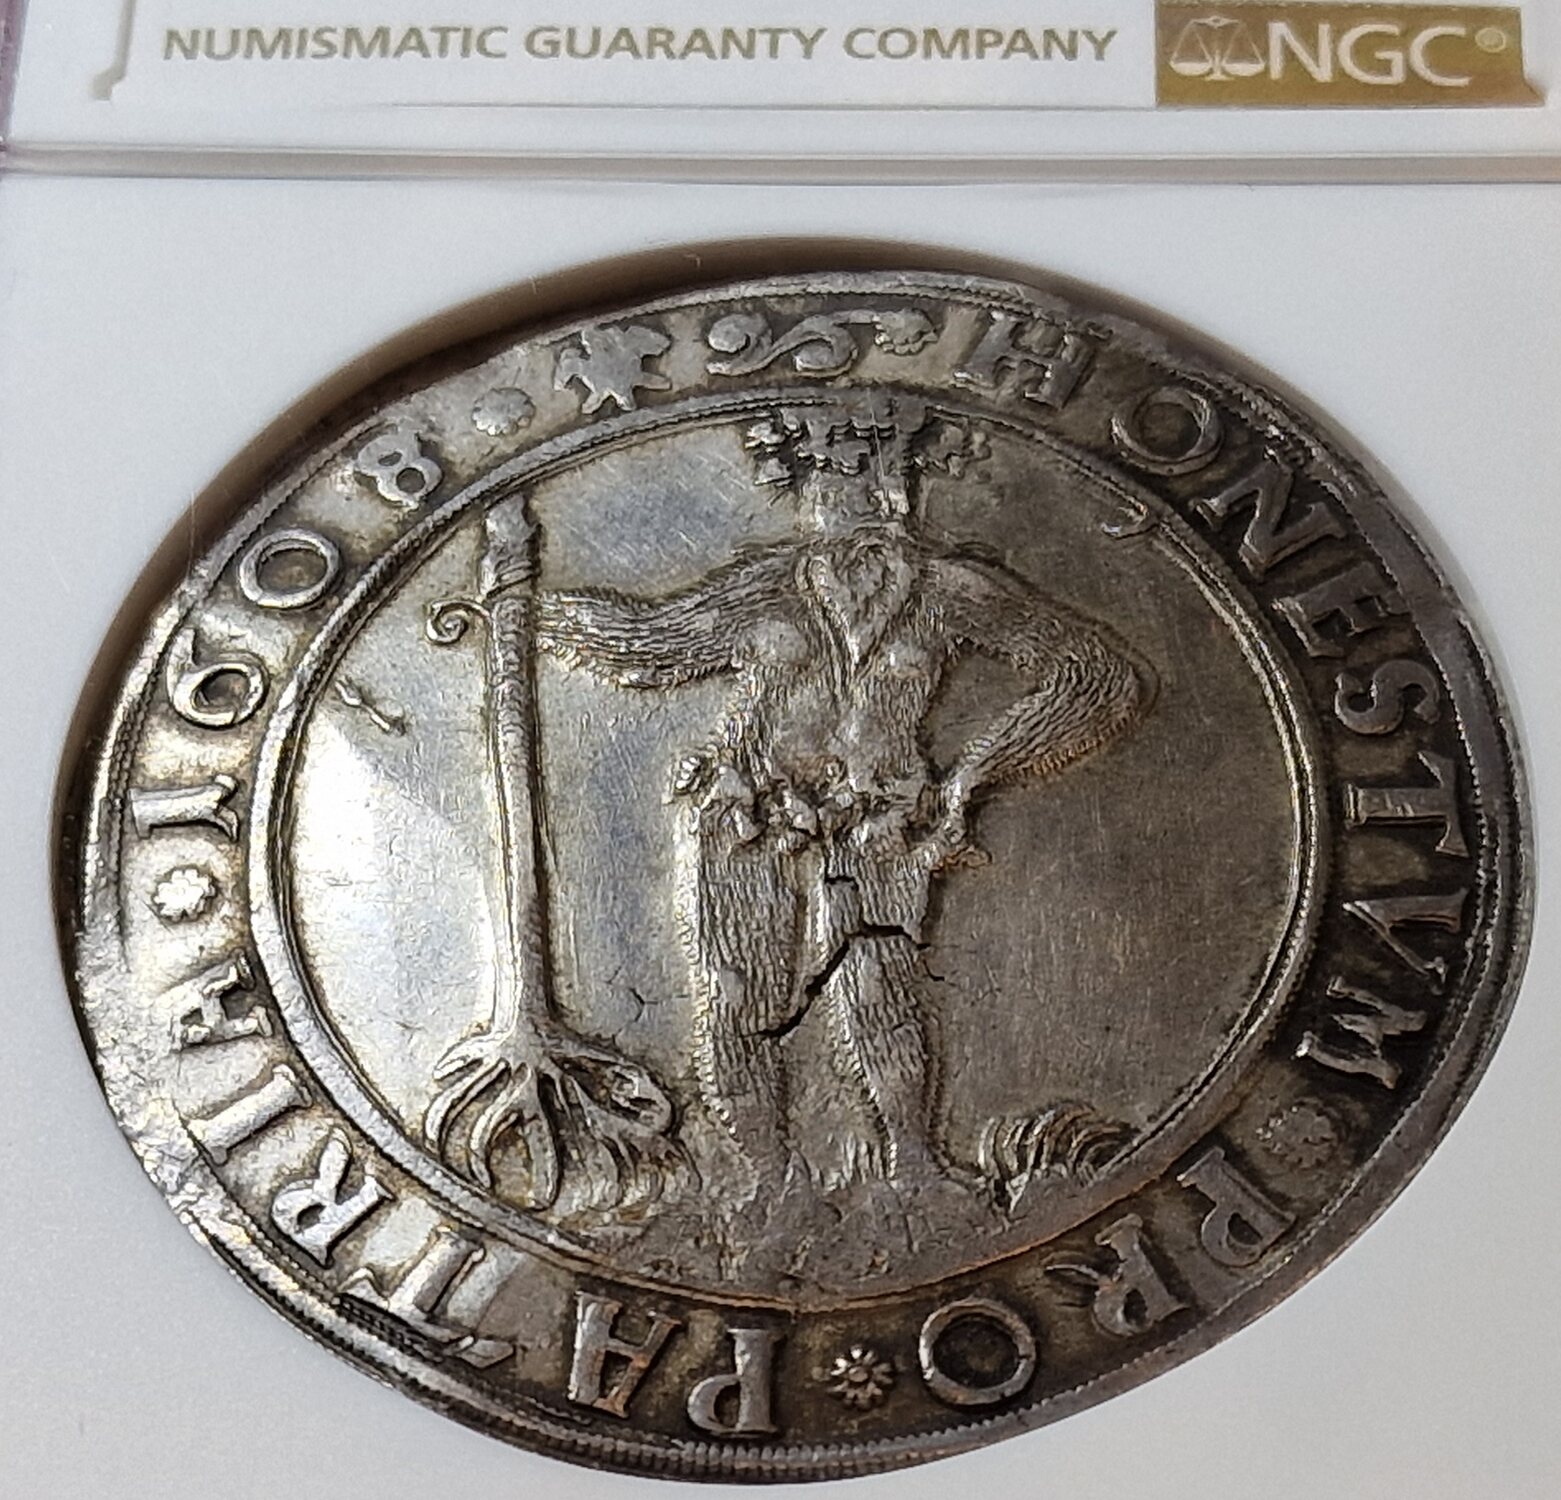 NUMISMATIC GUARANTY COMPANY NGC
HONESTVM · PRO · PATRIA · 1608 ·